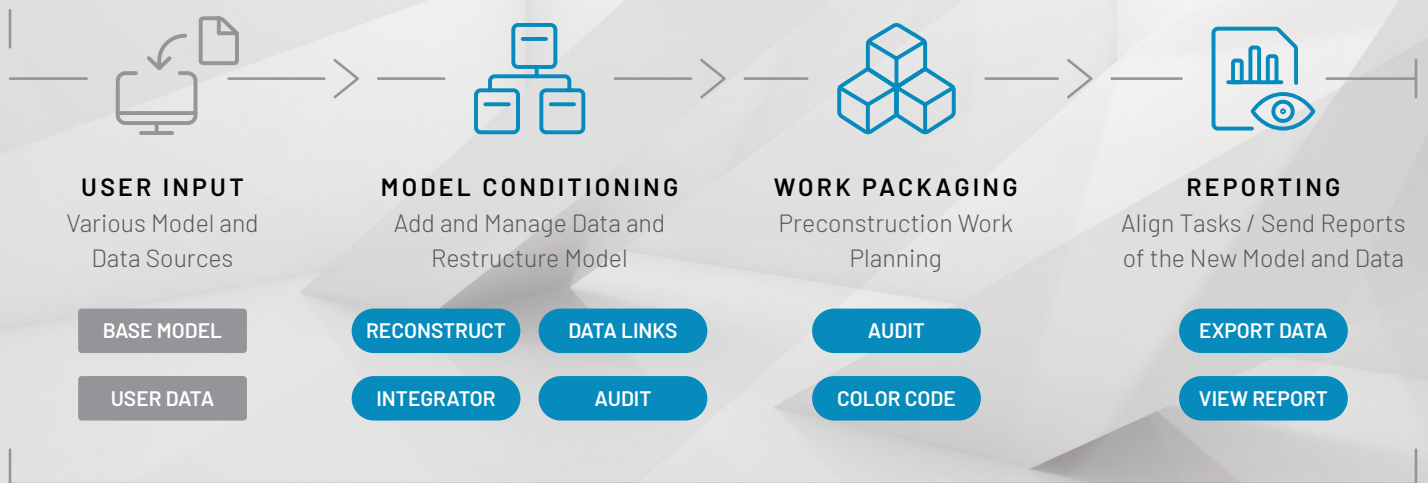 USER INPUT
Various Model and
Data Sources
BASE MODEL
USER DATA
MODEL CONDITIONING
Add and Manage Data and
Restructure Model
RECONSTRUCT
DATA LINKS
INTEGRATOR
AUDIT
WORK PACKAGING
Preconstruction Work
Planning
AUDIT
COLOR CODE
REPORTING
Align Tasks / Send Reports
of the New Model and Data
EXPORT DATA
VIEW REPORT